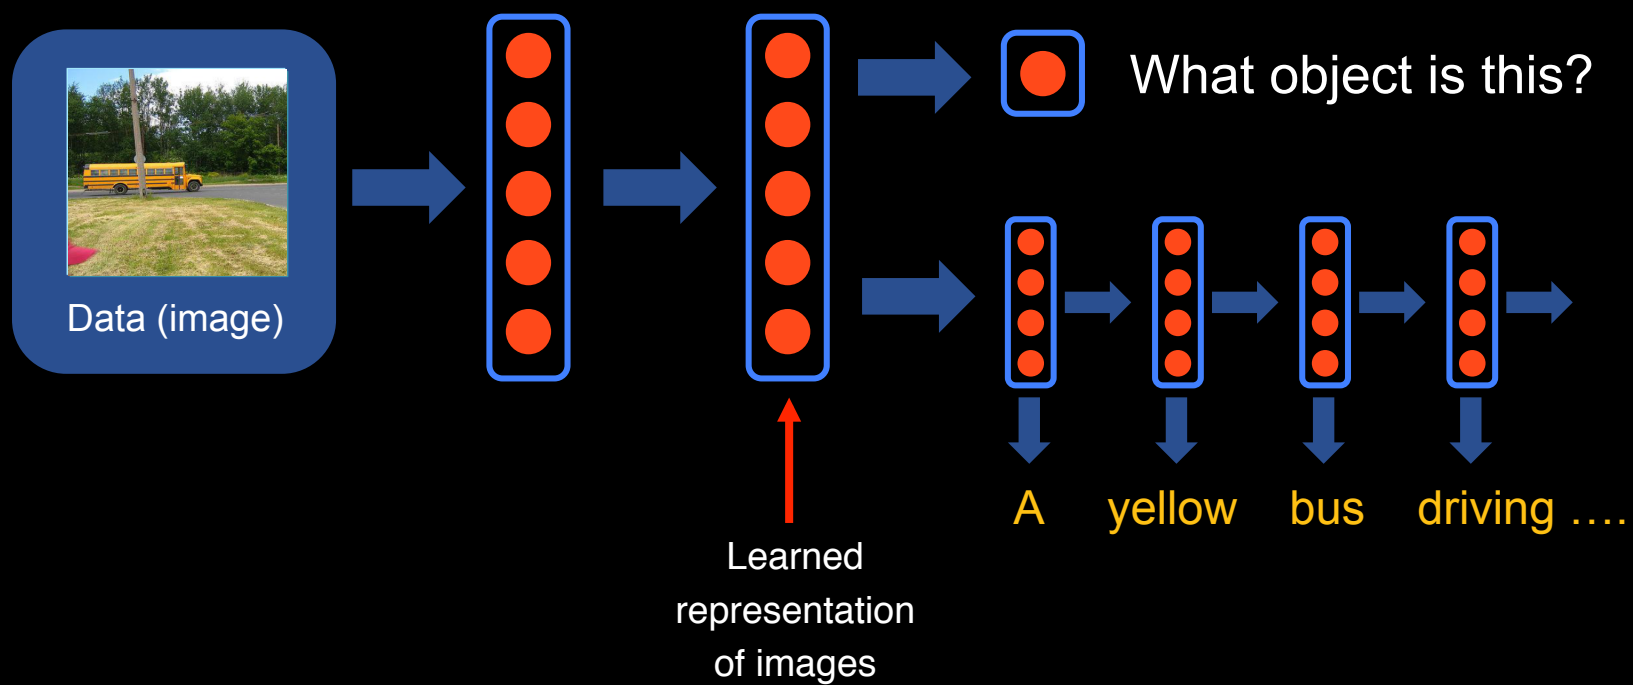 What object is this?
Data (image)
A yellow bus driving ....
Learned
representation
of images